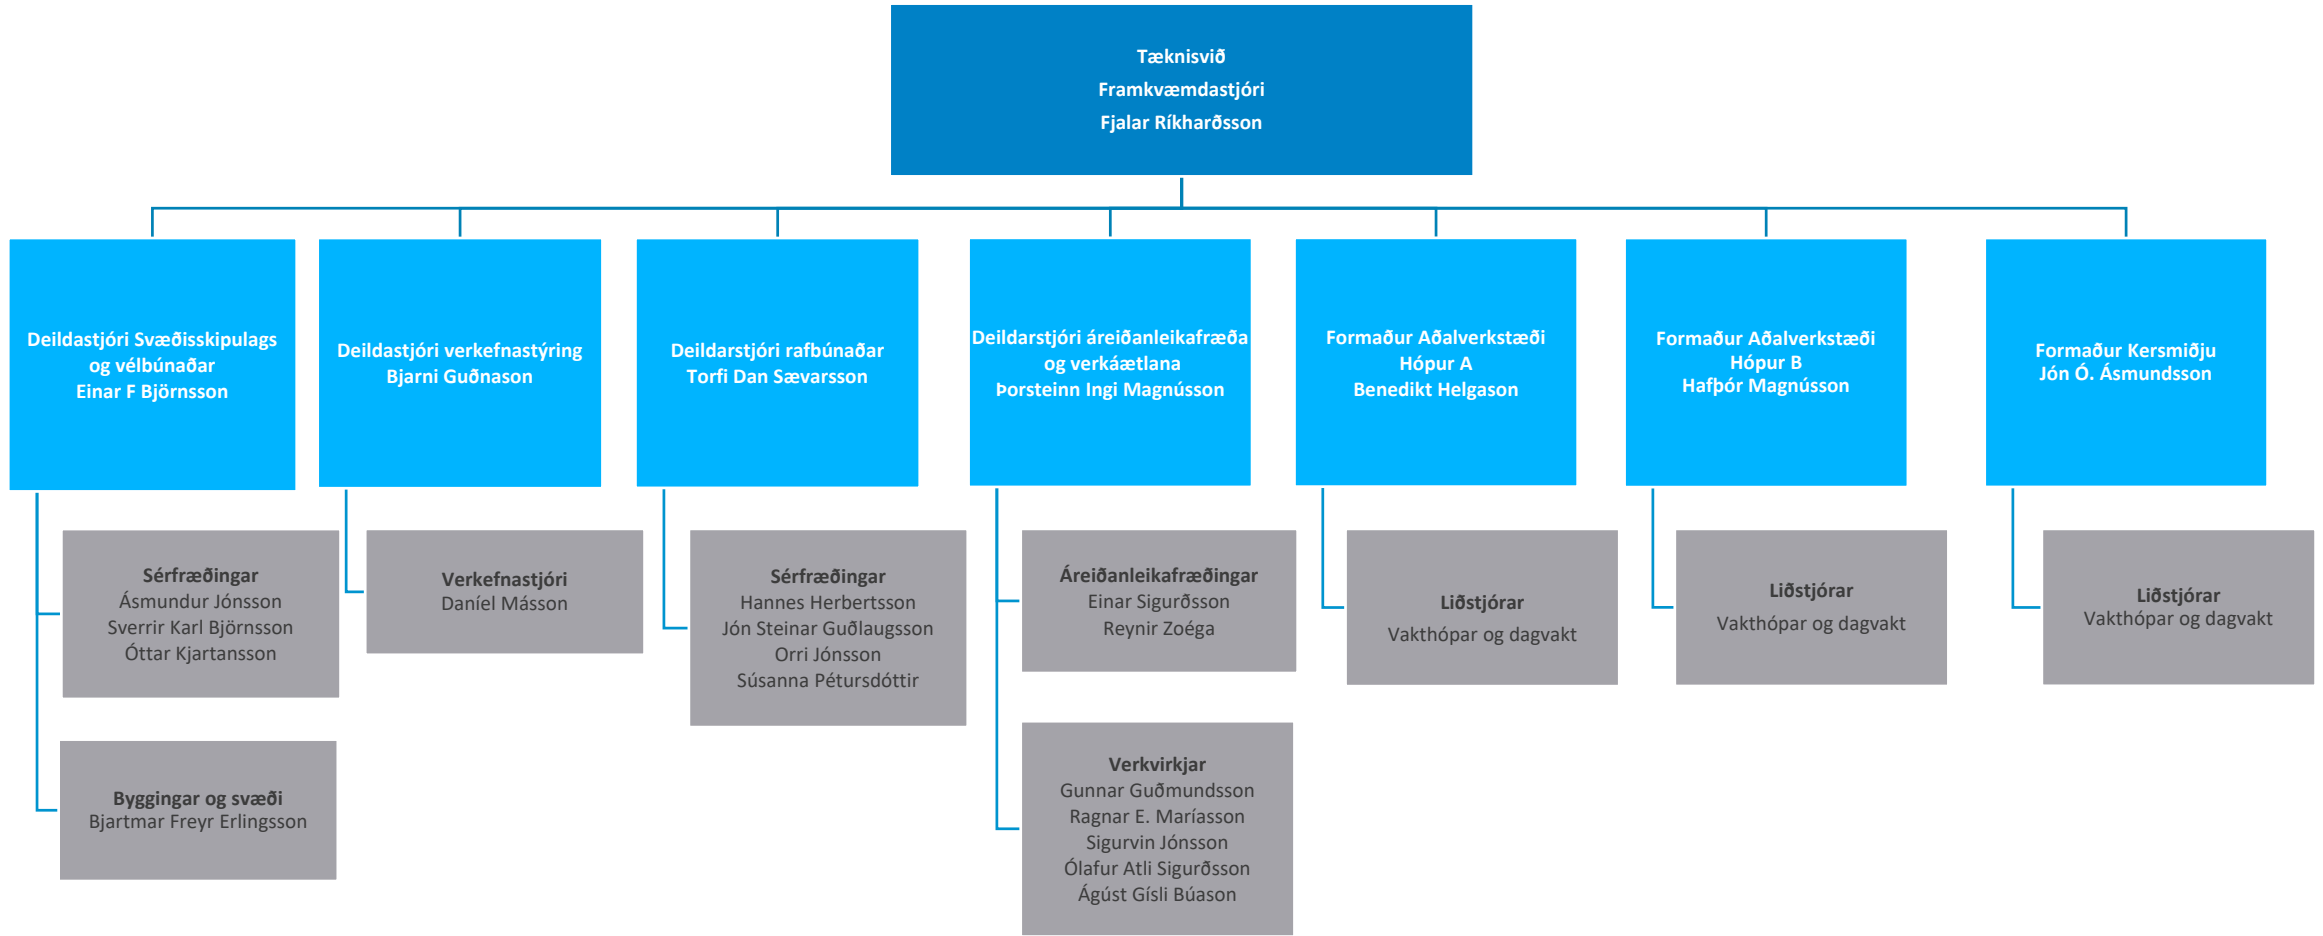 Tæknisvið
Framkvæmdastjóri
Fjalar Ríkharðsson
Deildastjóri Svæðisskipulags
og vélbúnaðar
Einar F Björnsson
Deildastjóri verkefnastýring
Bjarni Guðnason
Deildarstjóri rafbúnaðar
Torfi Dan Sævarsson
Deildarstjóri áreiðanleikafræða
og verkáætlana
Þorsteinn Ingi Magnússon
Formaður Aðalverkstæði
Hópur A
Benedikt Helgason
Formaður Aðalverkstæði
Hópur B
Hafþór Magnússon
Formaður Kersmiðju
Jón Ó. Ásmundsson
Sérfræðingar
Ásmundur Jónsson
Sverrir Karl Björnsson
Óttar Kjartansson
Byggingar og svæði
Bjartmar Freyr Erlingsson
Verkefnastjóri
Daníel Másson
Sérfræðingar
Hannes Herbertsson
Jón Steinar Guðlaugsson
Orri Jónsson
Súsanna Pétursdóttir
Áreiðanleikafræðingar
Einar Sigurðsson
Reynir Zoéga
Verkvirkjar
Gunnar Guðmundsson
Ragnar E. Maríasson
Sigurvin Jónsson
Ólafur Atli Sigurðsson
Ágúst Gísli Búason
Liðstjórar
Vakthópar og dagvakt
Liðstjórar
Vakthópar og dagvakt
Liðstjórar
Vakthópar og dagvakt